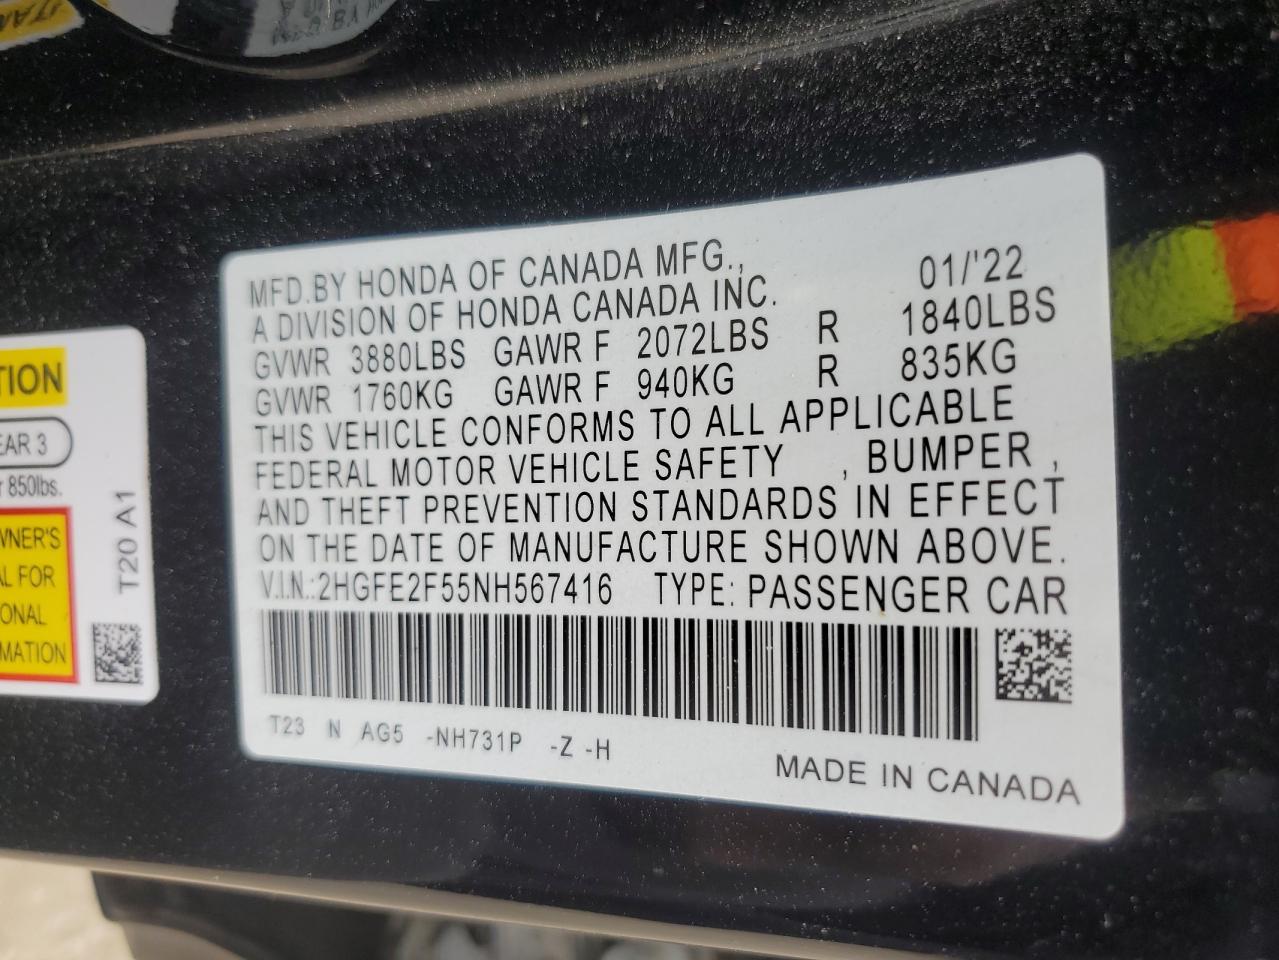 MFD.BY HONDA OF CANADA MFG.,
A DIVISION OF HONDA CANADA INC. 01/'22
GVWR 3880LBS GAWR F 2072LBS R 1840LBS
GVWR 1760KG GAWR F 940KG R 835KG
THIS VEHICLE CONFORMS TO ALL APPLICABLE
FEDERAL MOTOR VEHICLE SAFETY , BUMPER ,
AND THEFT PREVENTION STANDARDS IN EFFECT
ON THE DATE OF MANUFACTURE SHOWN ABOVE.
V.I.N.:2HGFE2F55NH567416 TYPE: PASSENGER CAR
T23 N AG5 -NH731P -Z -H
MADE IN CANADA
TION
EAR 3
850lbs.
WNER'S
AL FOR
ONAL
MATION
T20 A1